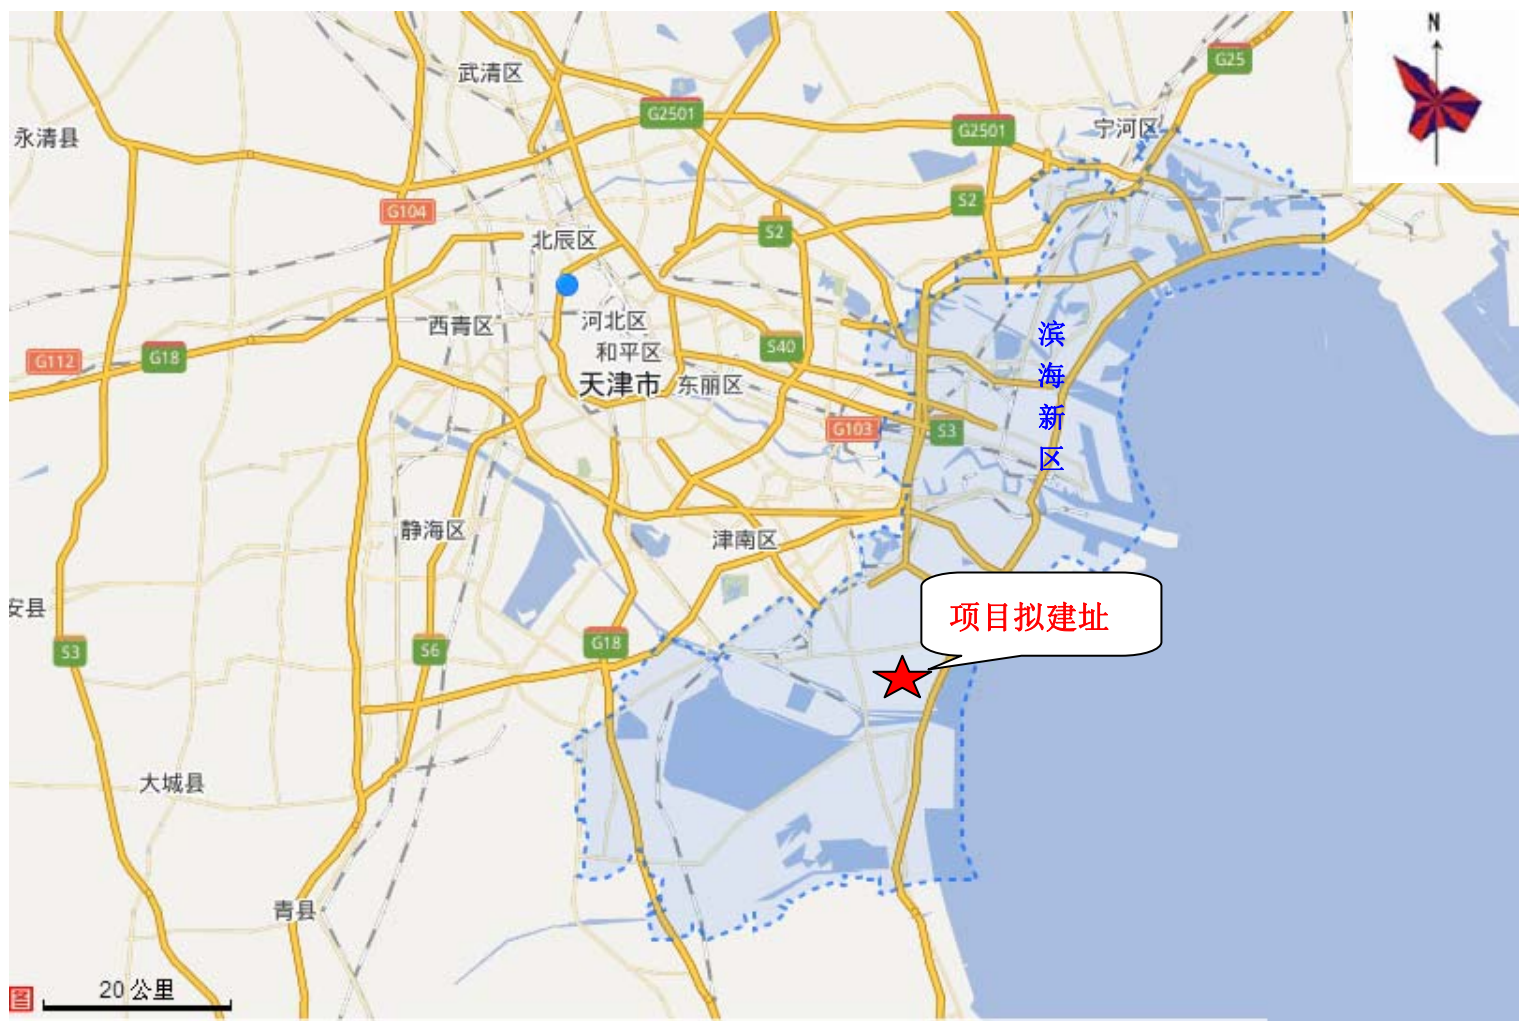 N
G25
武清区
G2501
宁河区
G2501
永清县
S2
G104
S2
北辰区
河北区
西青区
滨海新区
S40
和平区
G112
G18
天津市
东丽区
G103
S3
静海区
津南区
安县
项目拟建址
G18
S3
S6
大城县
青县
20 公里
图